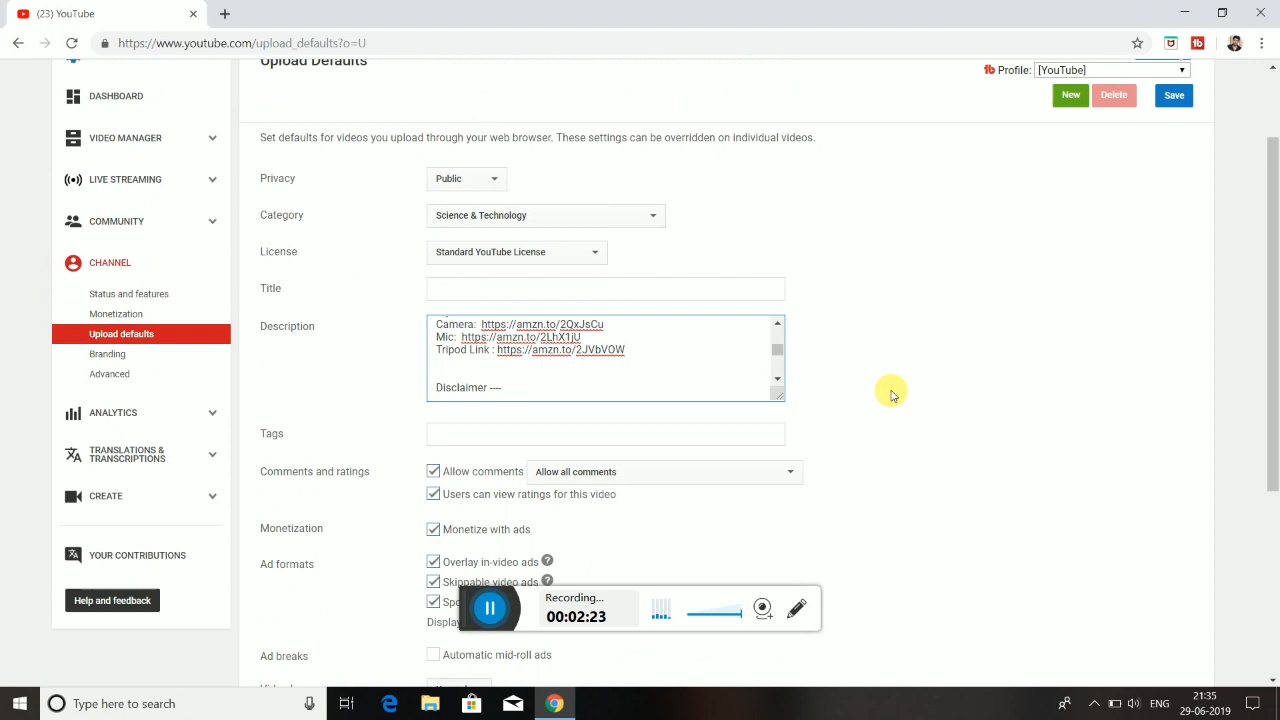 (23) YouTube
https://www.youtube.com/upload_defaults?o=U
Upload Defaults
Profile: [YouTube]
New Delete Save
DASHBOARD
VIDEO MANAGER
LIVE STREAMING
COMMUNITY
CHANNEL
Status and features
Monetization
Upload defaults
Branding
Advanced
ANALYTICS
TRANSLATIONS &
TRANSCRIPTIONS
CREATE
YOUR CONTRIBUTIONS
Help and feedback
Set defaults for videos you upload through your web browser. These settings can be overridden on individual videos.
Privacy Public
Category Science & Technology
License Standard YouTube License
Title
Description
Camera: https://amzn.to/2QxJsCu
Mic: https://amzn.to/2LhX1jU
Tripod Link : https://amzn.to/2JVbVOW
Disclaimer ----
Tags
Comments and ratings Allow comments Allow all comments
Users can view ratings for this video
Monetization Monetize with ads
Ad formats Overlay in-video ads ?
Skippable video ads ?
Recording...
00:02:23
Ad breaks Automatic mid-roll ads
Type here to search
ENG
21:35
29-06-2019